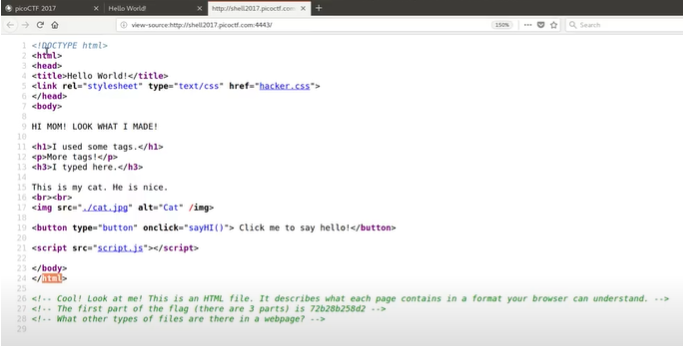 picoCTF 2017
Hello World!
http://shell2017.picoctf.com:
view-source:http://shell2017.picoctf.com:4443/
150%
Search
1 <!DOCTYPE html>
2 <html>
3 <head>
4 <title>Hello World!</title>
5 <link rel="stylesheet" type="text/css" href="hacker.css">
6 </head>
7 <body>
8
9 HI MOM! LOOK WHAT I MADE!
10
11 <h1>I used some tags.</h1>
12 <p>More tags!</p>
13 <h3>I typed here.</h3>
14
15 This is my cat. He is nice.
16 <br><br>
17 <img src="./cat.jpg" alt="Cat" /img>
18
19 <button type="button" onclick="sayHI()"> Click me to say hello!</button>
20
21 <script src="script.js"></script>
22
23 </body>
24 </html>
25
26 <!-- Cool! Look at me! This is an HTML file. It describes what each page contains in a format your browser can understand. -->
27 <!-- The first part of the flag (there are 3 parts) is 72b28b258d2 -->
28 <!-- What other types of files are there in a webpage? -->
29